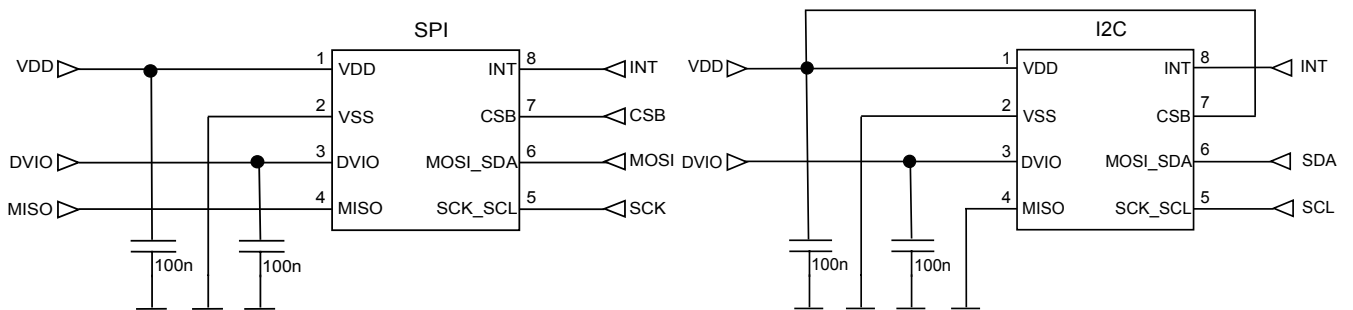 SPI
VDD
1
VDD
INT
8
INT
2
VSS
CSB
7
CSB
DVIO
3
DVIO
MOSI_SDA
6
MOSI
MISO
4
MISO
SCK_SCL
5
SCK
100n
100n
I2C
VDD
1
VDD
INT
8
INT
2
VSS
CSB
7
DVIO
3
DVIO
MOSI_SDA
6
SDA
4
MISO
SCK_SCL
5
SCL
100n
100n